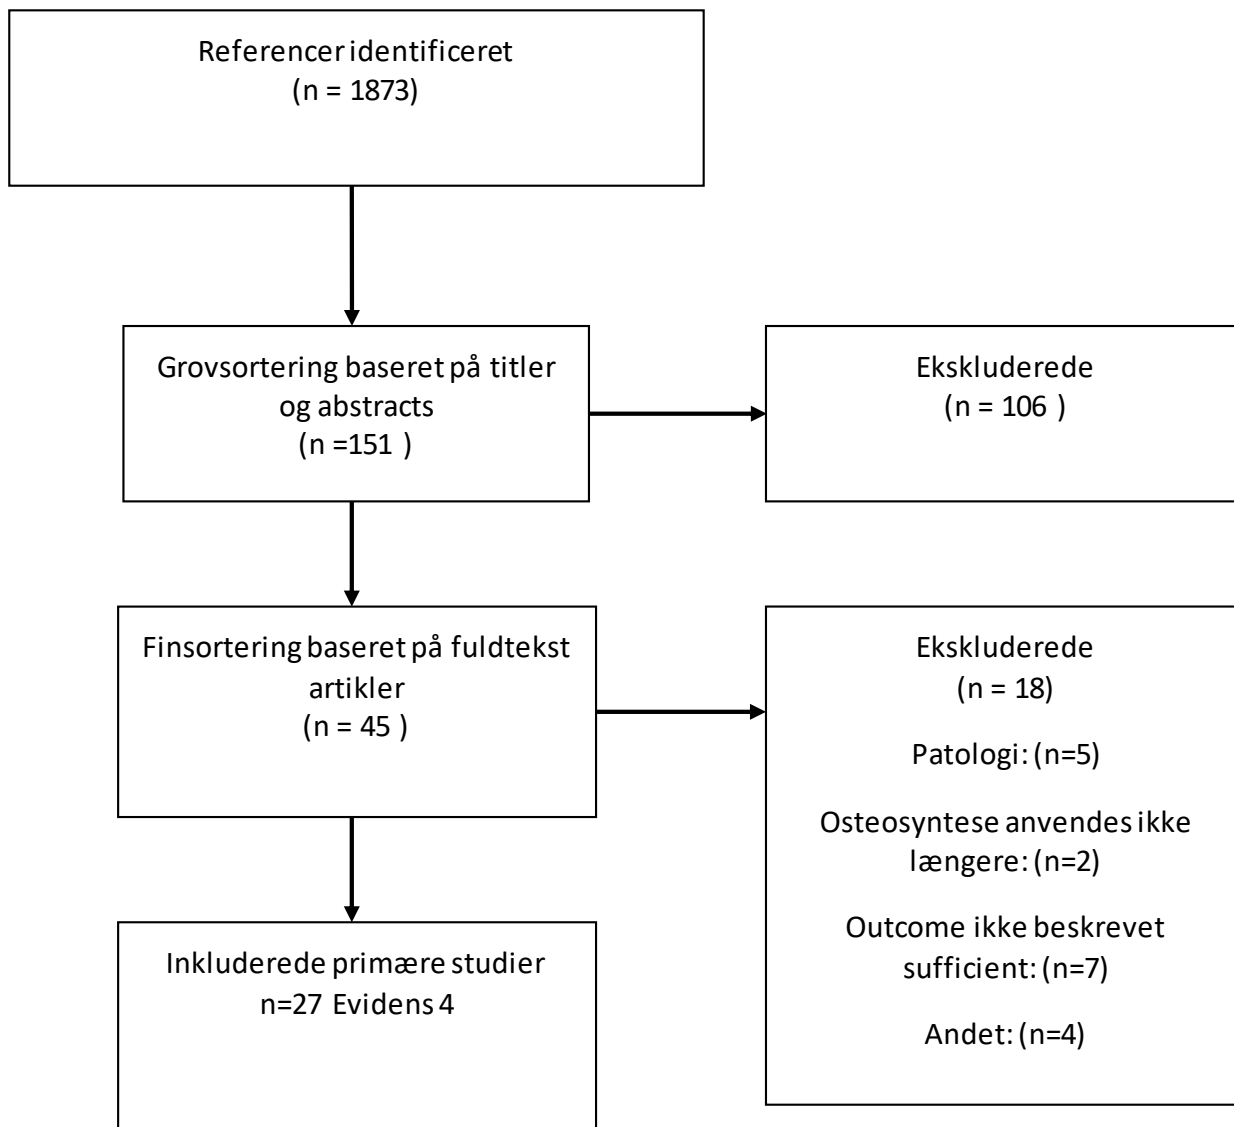 Referencer identificeret
(n = 1873)
Grovsortering baseret på titler
og abstracts
(n =151 )
Ekskluderede
(n = 106 )
Finsortering baseret på fuldtekst
artikler
(n = 45 )
Ekskluderede
(n = 18)
Patologi: (n=5)
Osteosyntese anvendes ikke
længere: (n=2)
Outcome ikke beskrevet
sufficient: (n=7)
Andet: (n=4)
Inkluderede primære studier
n=27 Evidens 4